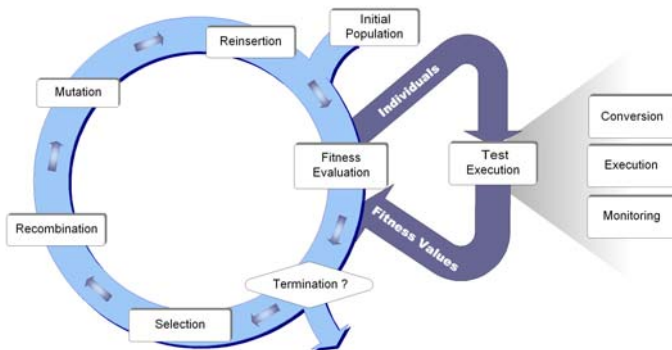 Initial
Population
Reinsertion
Mutation
Individuals
Conversion
Fitness
Evaluation
Test
Execution
Execution
Recombination
Fitness Values
Monitoring
Termination ?
Selection